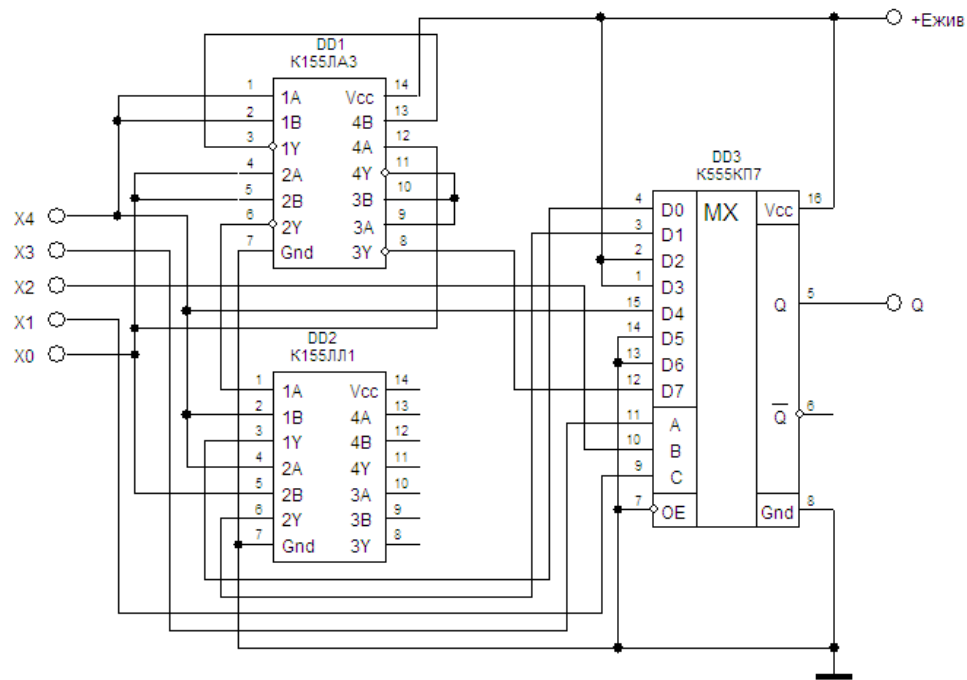 +Eжив
DD1
К155ЛА3
1 1A Vcc 14
2 1B 4B 13
3 1Y 4A 12
4 2A 4Y 11
5 2B 3B 10
6 2Y 3A 9
7 Gnd 3Y 8
X4
X3
X2
X1
X0
DD2
К155ЛЛ1
1 1A Vcc 14
2 1B 4A 13
3 1Y 4B 12
4 2A 4Y 11
5 2B 3A 10
6 2Y 3B 9
7 Gnd 3Y 8
DD3
К555КП7
4 D0 MX Vcc 16
3 D1
2 D2
1 D3
15 D4 Q 5 Q
14 D5
13 D6
12 D7
11 A Q 6
10 B
9 C
7 OE Gnd 8